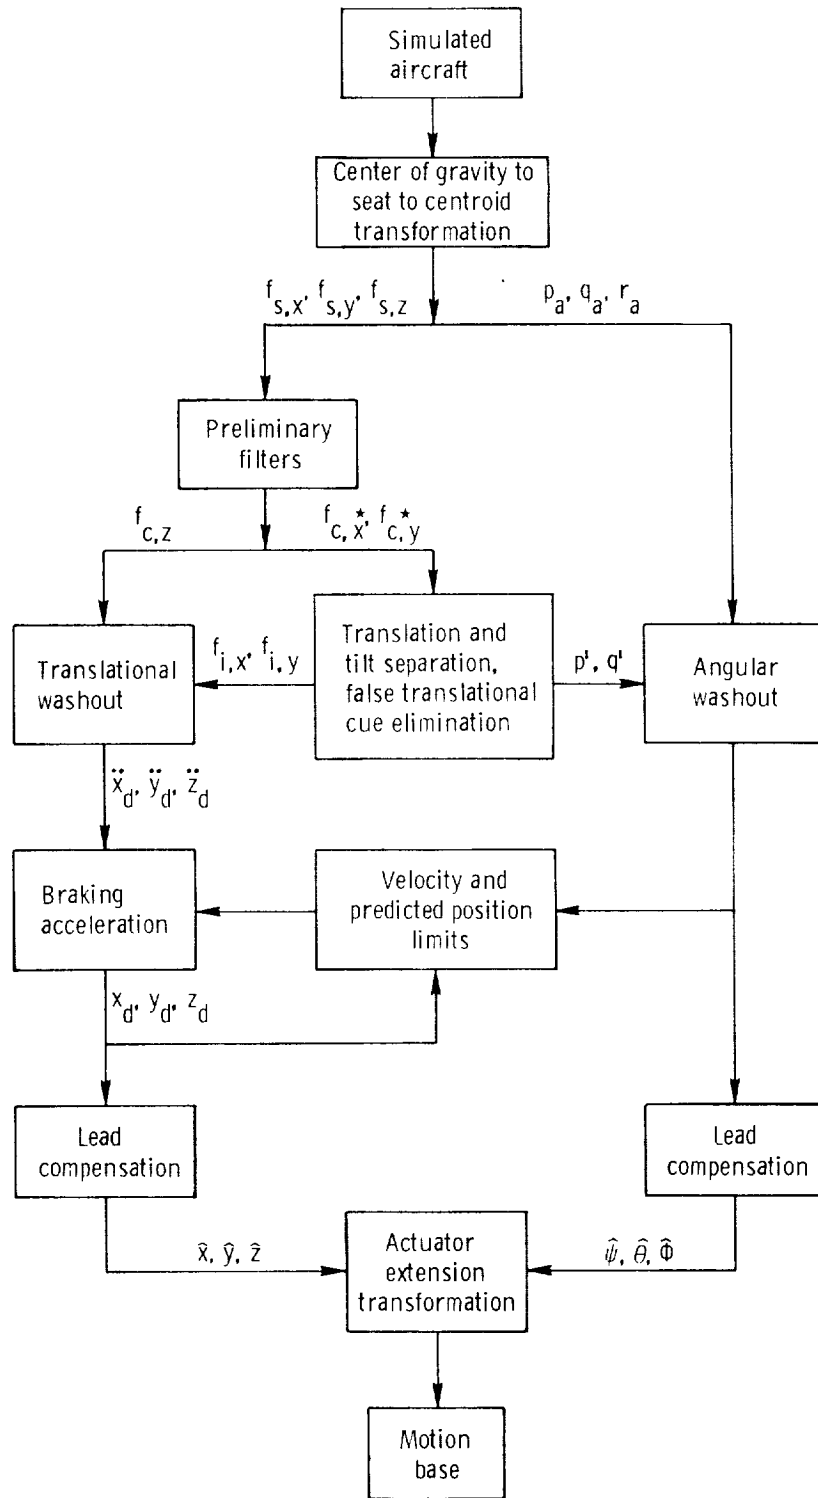 Simulated
aircraft
Center of gravity to
seat to centroid
transformation
f_s,x, f_s,y, f_s,z
p_a, q_a, r_a
Preliminary
filters
f_c,z
f_c,x*, f_c,y*
Translational
washout
f_i,x, f_i,y
Translation and
tilt separation,
false translational
cue elimination
p', q'
Angular
washout
ẍ_d, ÿ_d, z̈_d
Braking
acceleration
Velocity and
predicted position
limits
x_d, y_d, z_d
Lead
compensation
Lead
compensation
x̂, ŷ, ẑ
Actuator
extension
transformation
ψ̂, θ̂, Φ̂
Motion
base